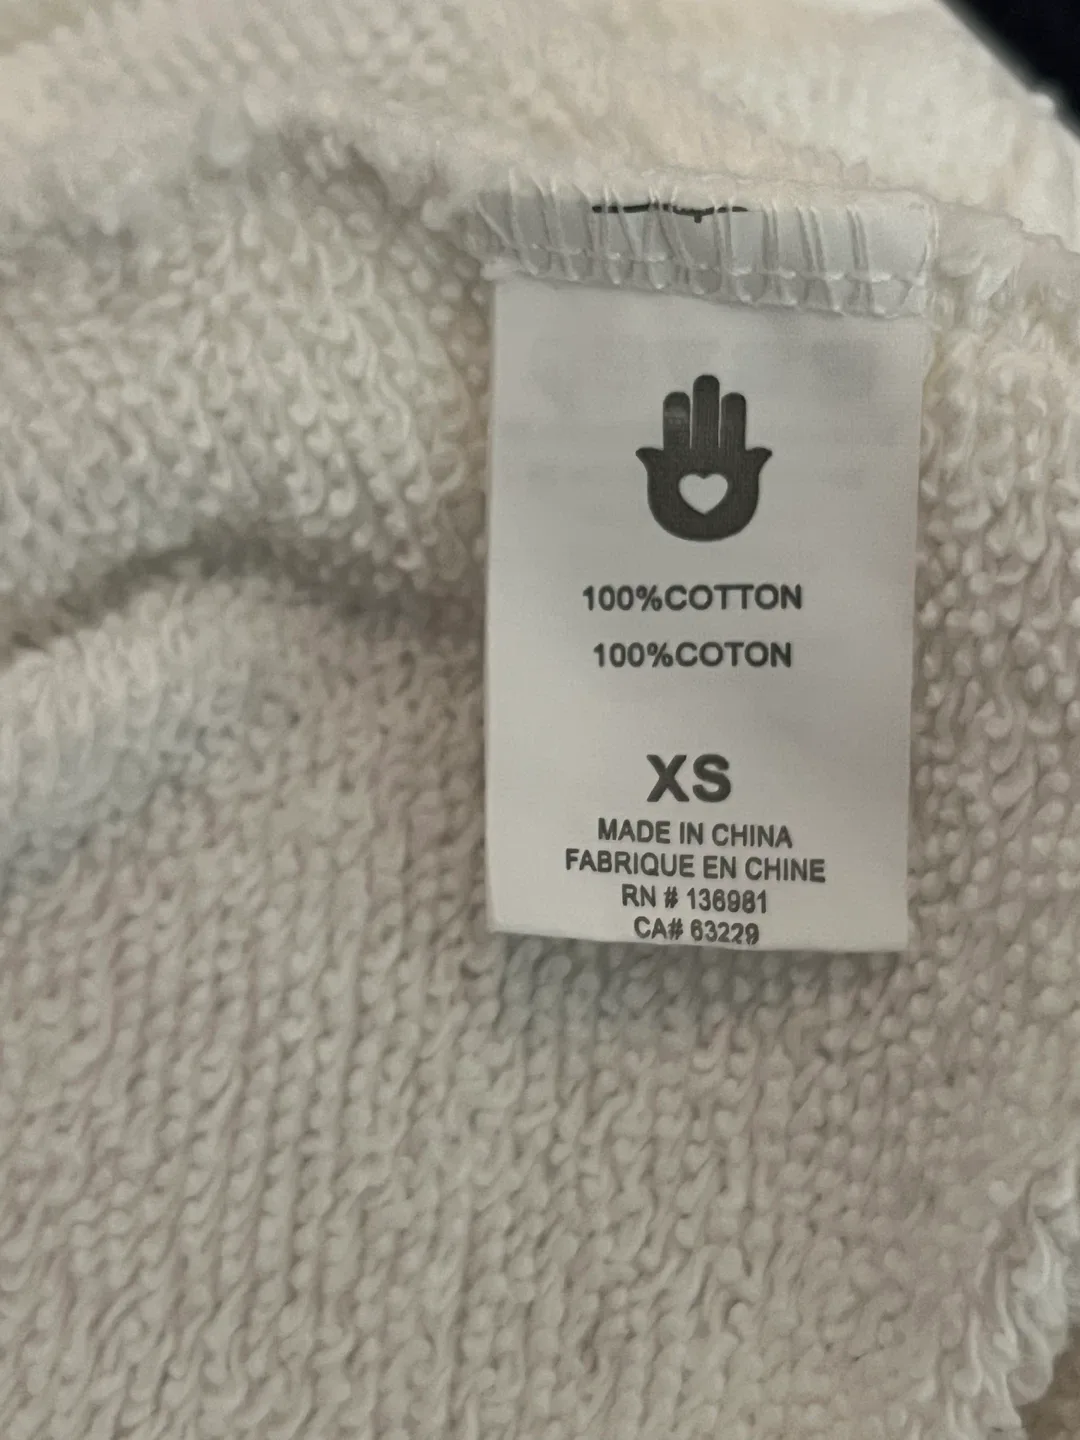 100%COTTON
100%COTON
XS
MADE IN CHINA
FABRIQUE EN CHINE
RN # 136981
CA# 63229